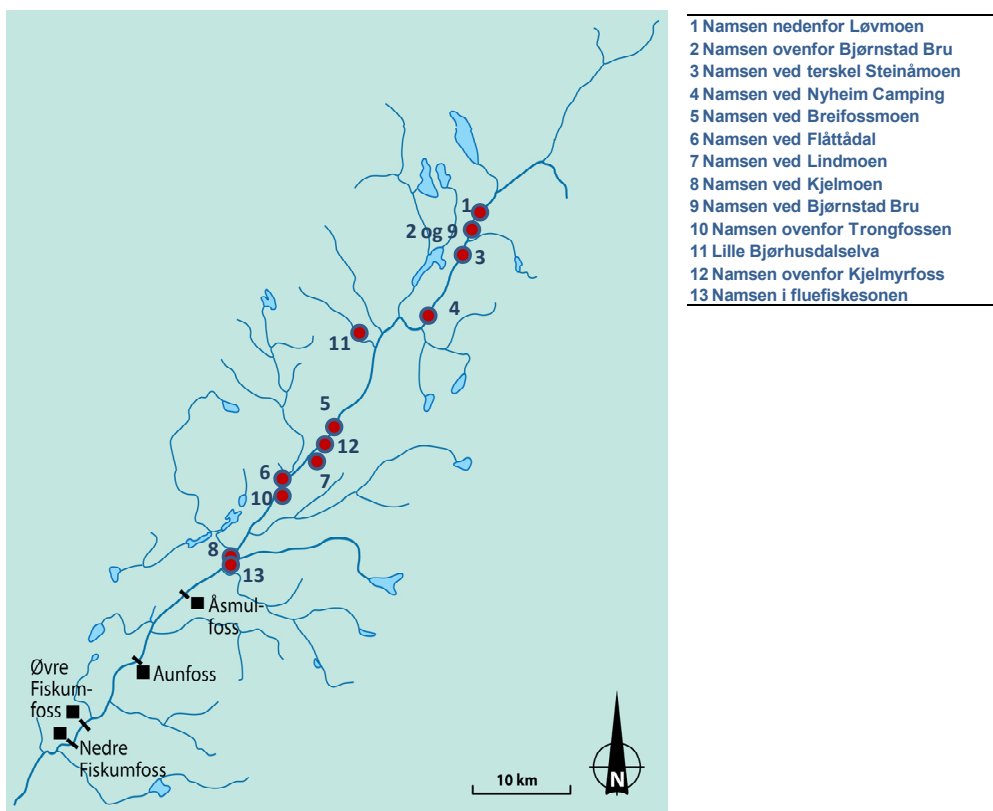 1 Namsen nedenfor Løvmoen
2 Namsen ovenfor Bjørnstad Bru
3 Namsen ved terskel Steinåmoen
4 Namsen ved Nyheim Camping
5 Namsen ved Breifossmoen
6 Namsen ved Flåttådal
7 Namsen ved Lindmoen
8 Namsen ved Kjelmoen
9 Namsen ved Bjørnstad Bru
10 Namsen ovenfor Trongfossen
11 Lille Bjørhusdalselva
12 Namsen ovenfor Kjelmyrfoss
13 Namsen i fluefiskesonen
1
2 og 9
3
4
11
5
12
7
6
10
8
13
Åsmul-
foss
Aunfoss
Øvre
Fiskum-
foss
Nedre
Fiskumfoss
10 km
N